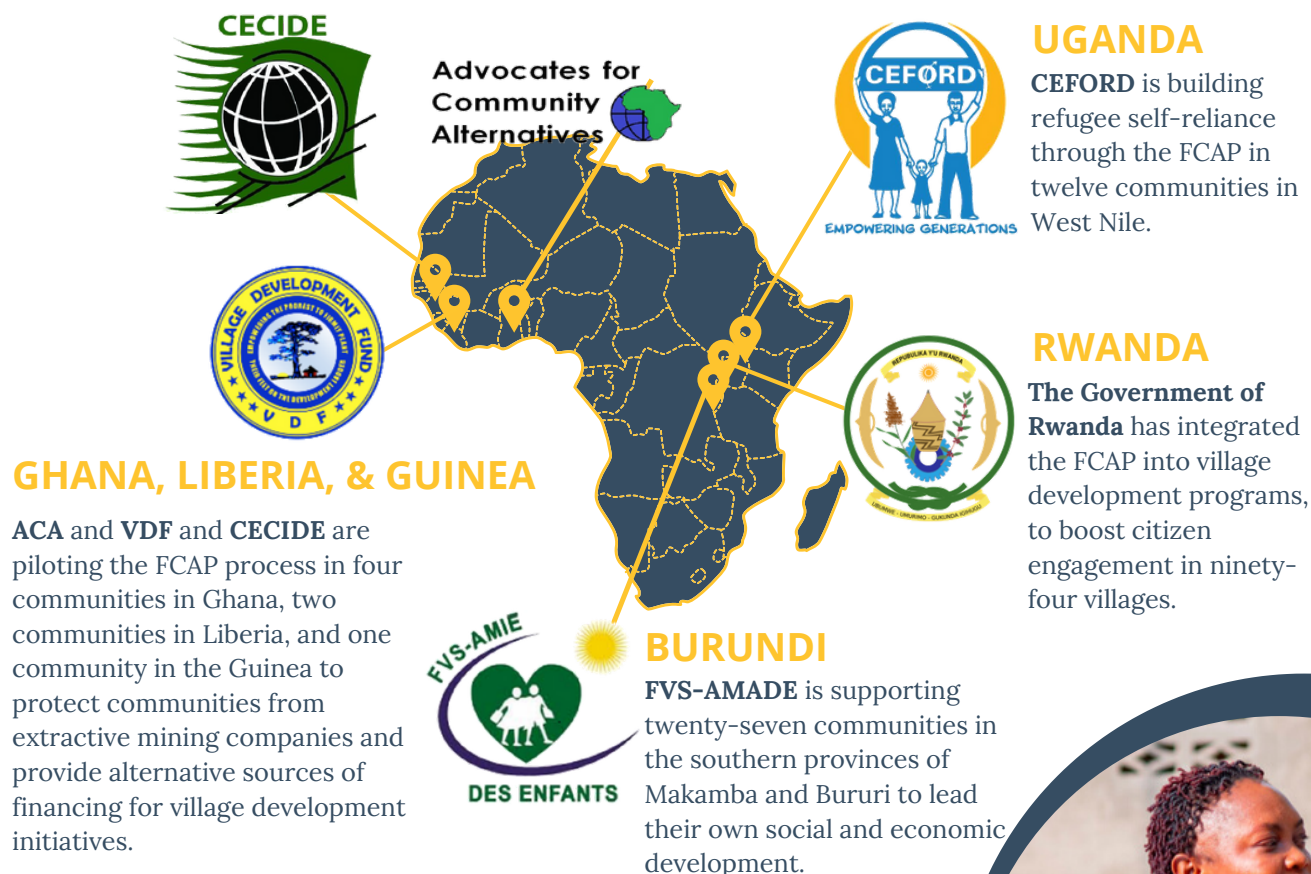 CECIDE
Advocates for
Community
Alternatives
CEFORD
EMPOWERING GENERATIONS
UGANDA
CEFORD is building
refugee self-reliance
through the FCAP in
twelve communities in
West Nile.
VILLAGE DEVELOPMENT FUND
V D F
REPUBULIKA Y'U RWANDA
UBUMWE - UMURIMO - GUKUNDA IGIHUGU
RWANDA
The Government of
Rwanda has integrated
the FCAP into village
development programs,
to boost citizen
engagement in ninety-
four villages.
GHANA, LIBERIA, & GUINEA
ACA and VDF and CECIDE are
piloting the FCAP process in four
communities in Ghana, two
communities in Liberia, and one
community in the Guinea to
protect communities from
extractive mining companies and
provide alternative sources of
financing for village development
initiatives.
FVS-AMIE
DES ENFANTS
BURUNDI
FVS-AMADE is supporting
twenty-seven communities in
the southern provinces of
Makamba and Bururi to lead
their own social and economic
development.